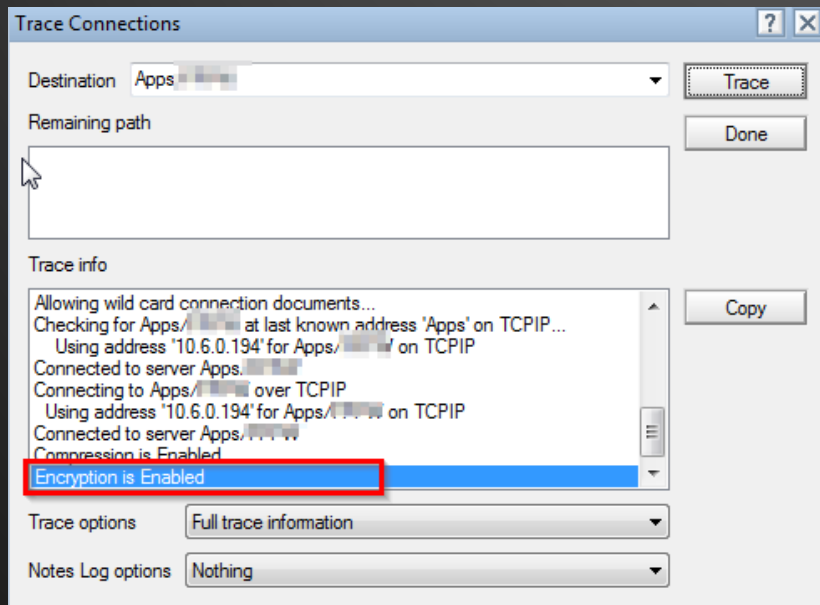 Trace Connections
Destination
Apps
Trace
Remaining path
Done
Trace info
Allowing wild card connection documents...
Checking for Apps/ at last known address 'Apps' on TCPIP...
Using address '10.6.0.194' for Apps/ on TCPIP
Connected to server Apps
Connecting to Apps/ over TCPIP
Using address '10.6.0.194' for Apps/ on TCPIP
Connected to server Apps
Compression is Enabled
Encryption is Enabled
Copy
Trace options
Full trace information
Notes Log options
Nothing